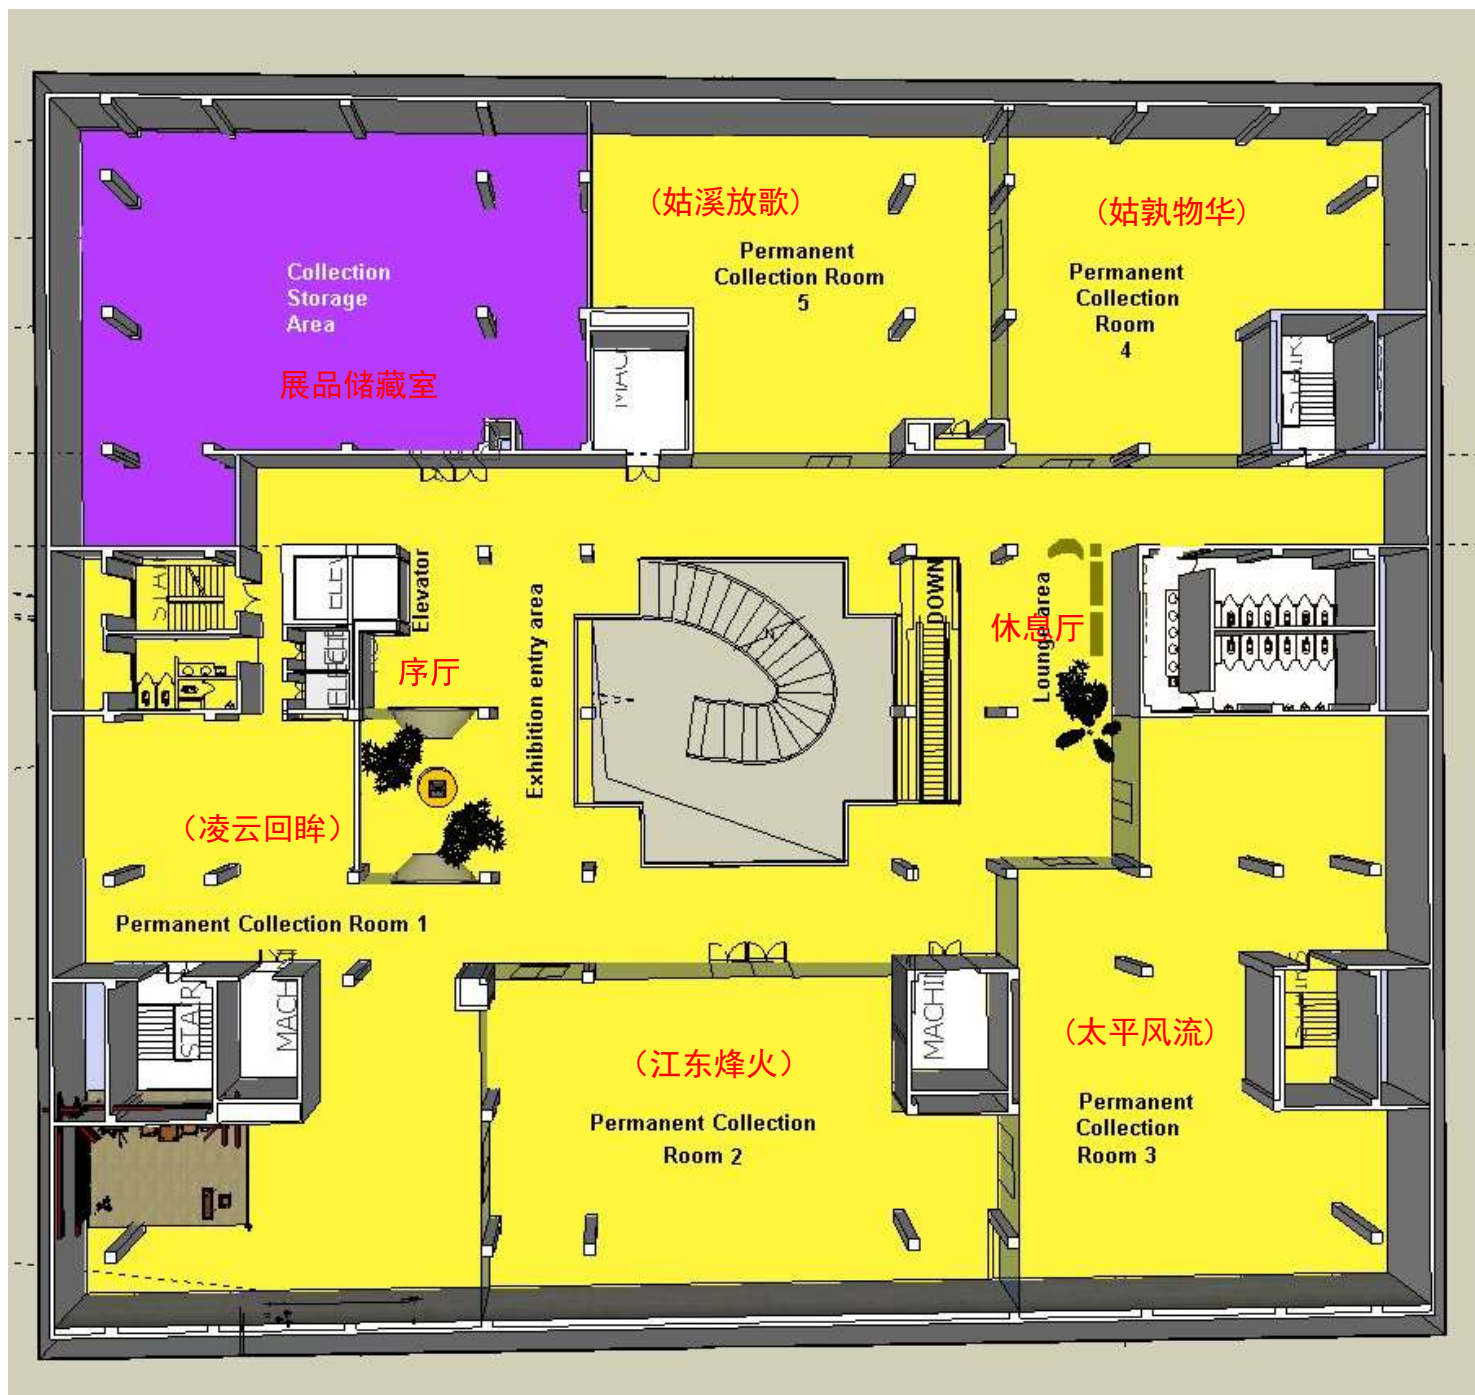 (姑溪放歌)
Permanent
Collection Room
5
(姑孰物华)
Permanent
Collection
Room
4
Collection
Storage
Area
展品储藏室
STAIRS
Elevator
序厅
Exhibition entry area
DOWN
休息厅
Lounge area
（凌云回眸）
Permanent Collection Room 1
STAIR
MACH
（江东烽火）
Permanent Collection
Room 2
MACHI
(太平风流)
Permanent
Collection
Room 3